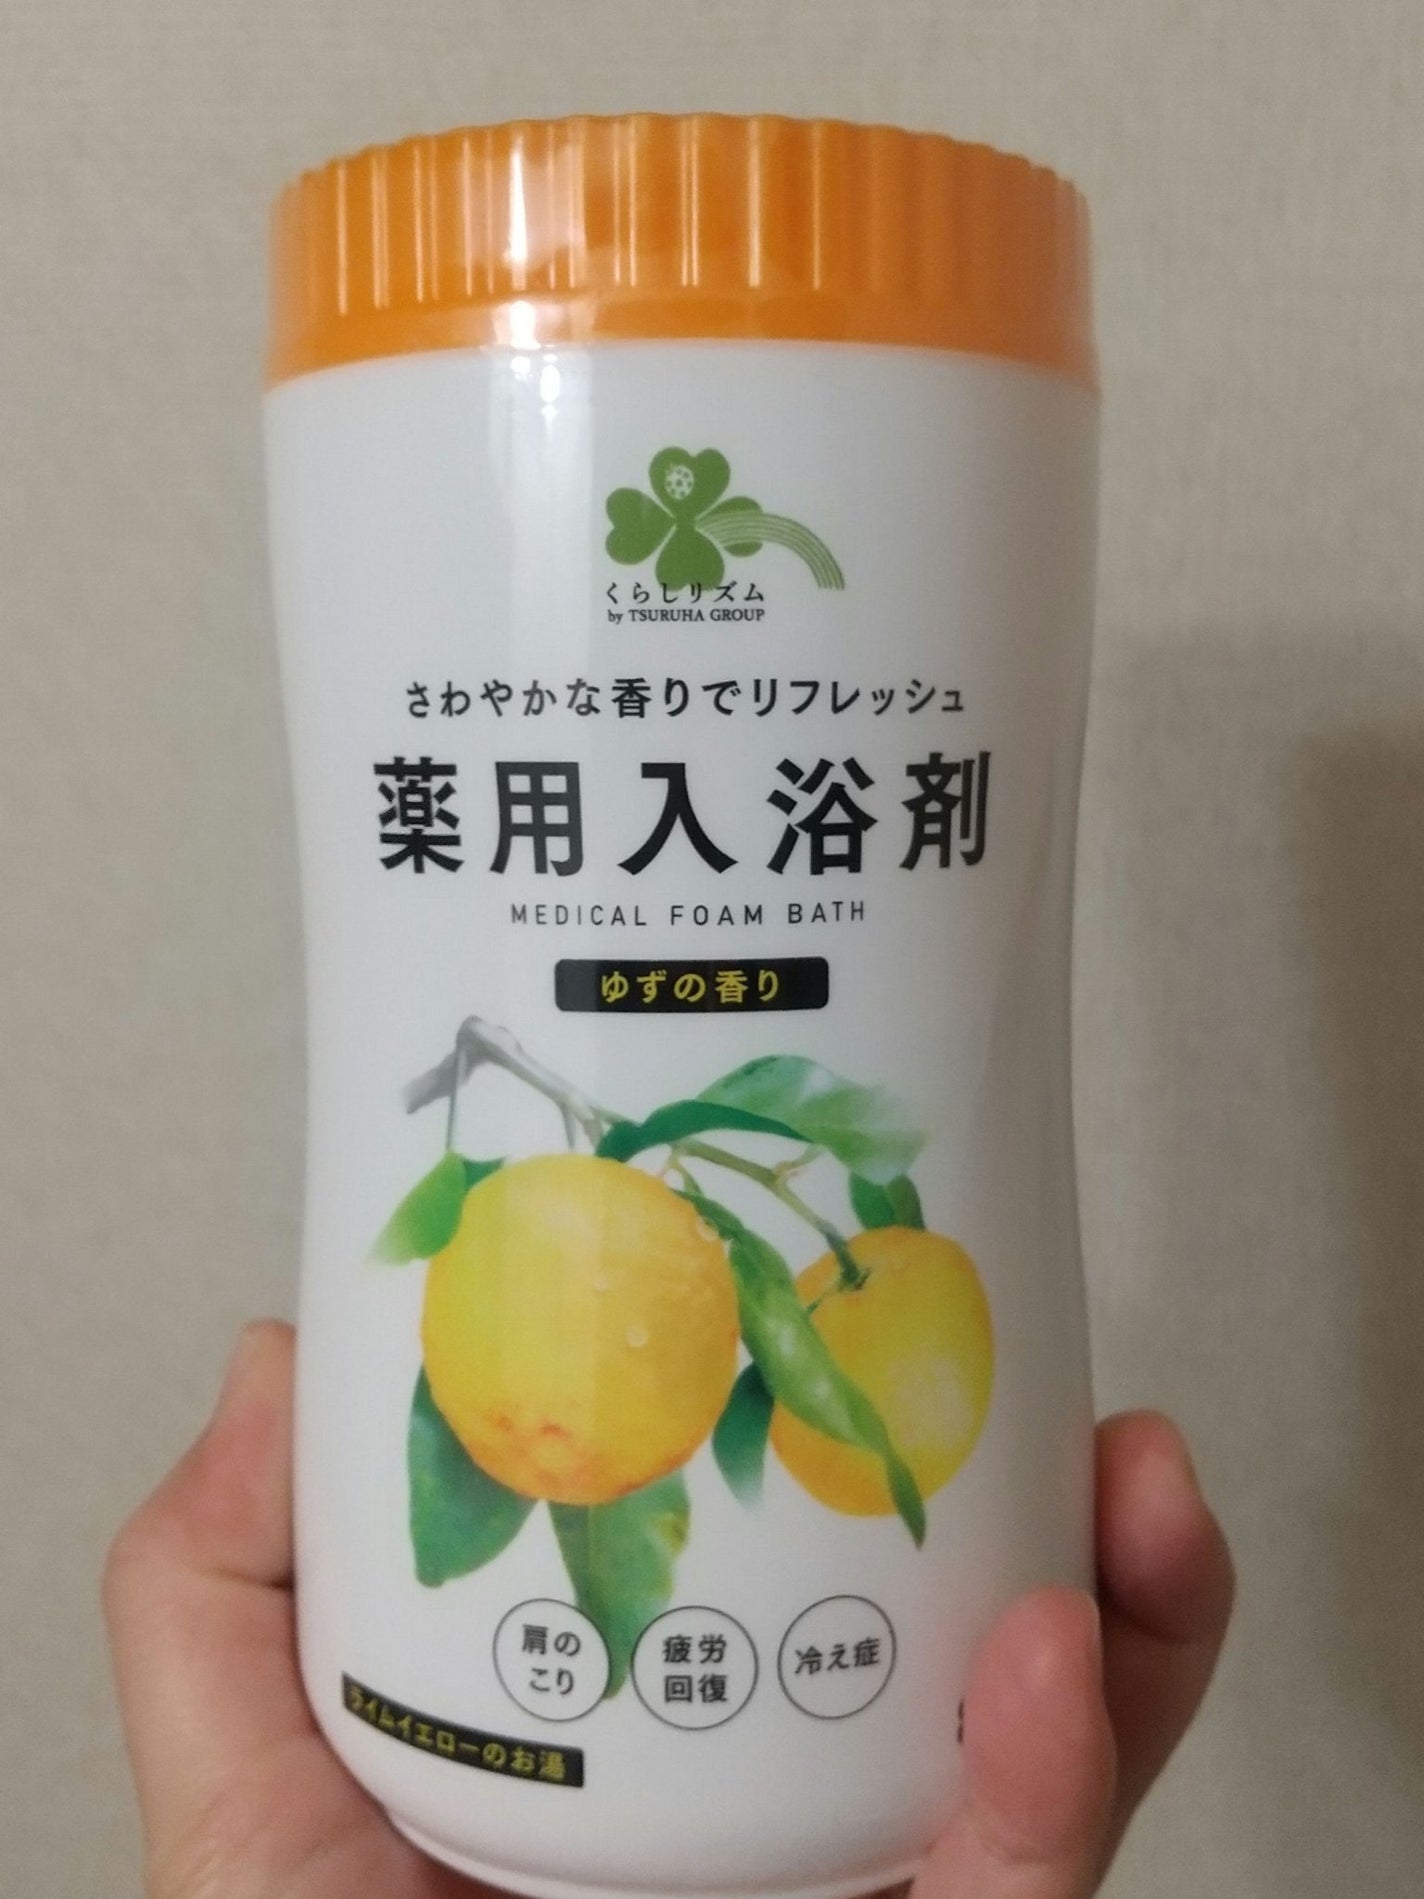 くらしリズム
by TSURUHA GROUP
さわやかな香りでリフレッシュ
薬用入浴剤
MEDICAL FOAM BATH
ゆずの香り
肩の
こり
疲労
回復
冷え症
ライムイエローのお湯